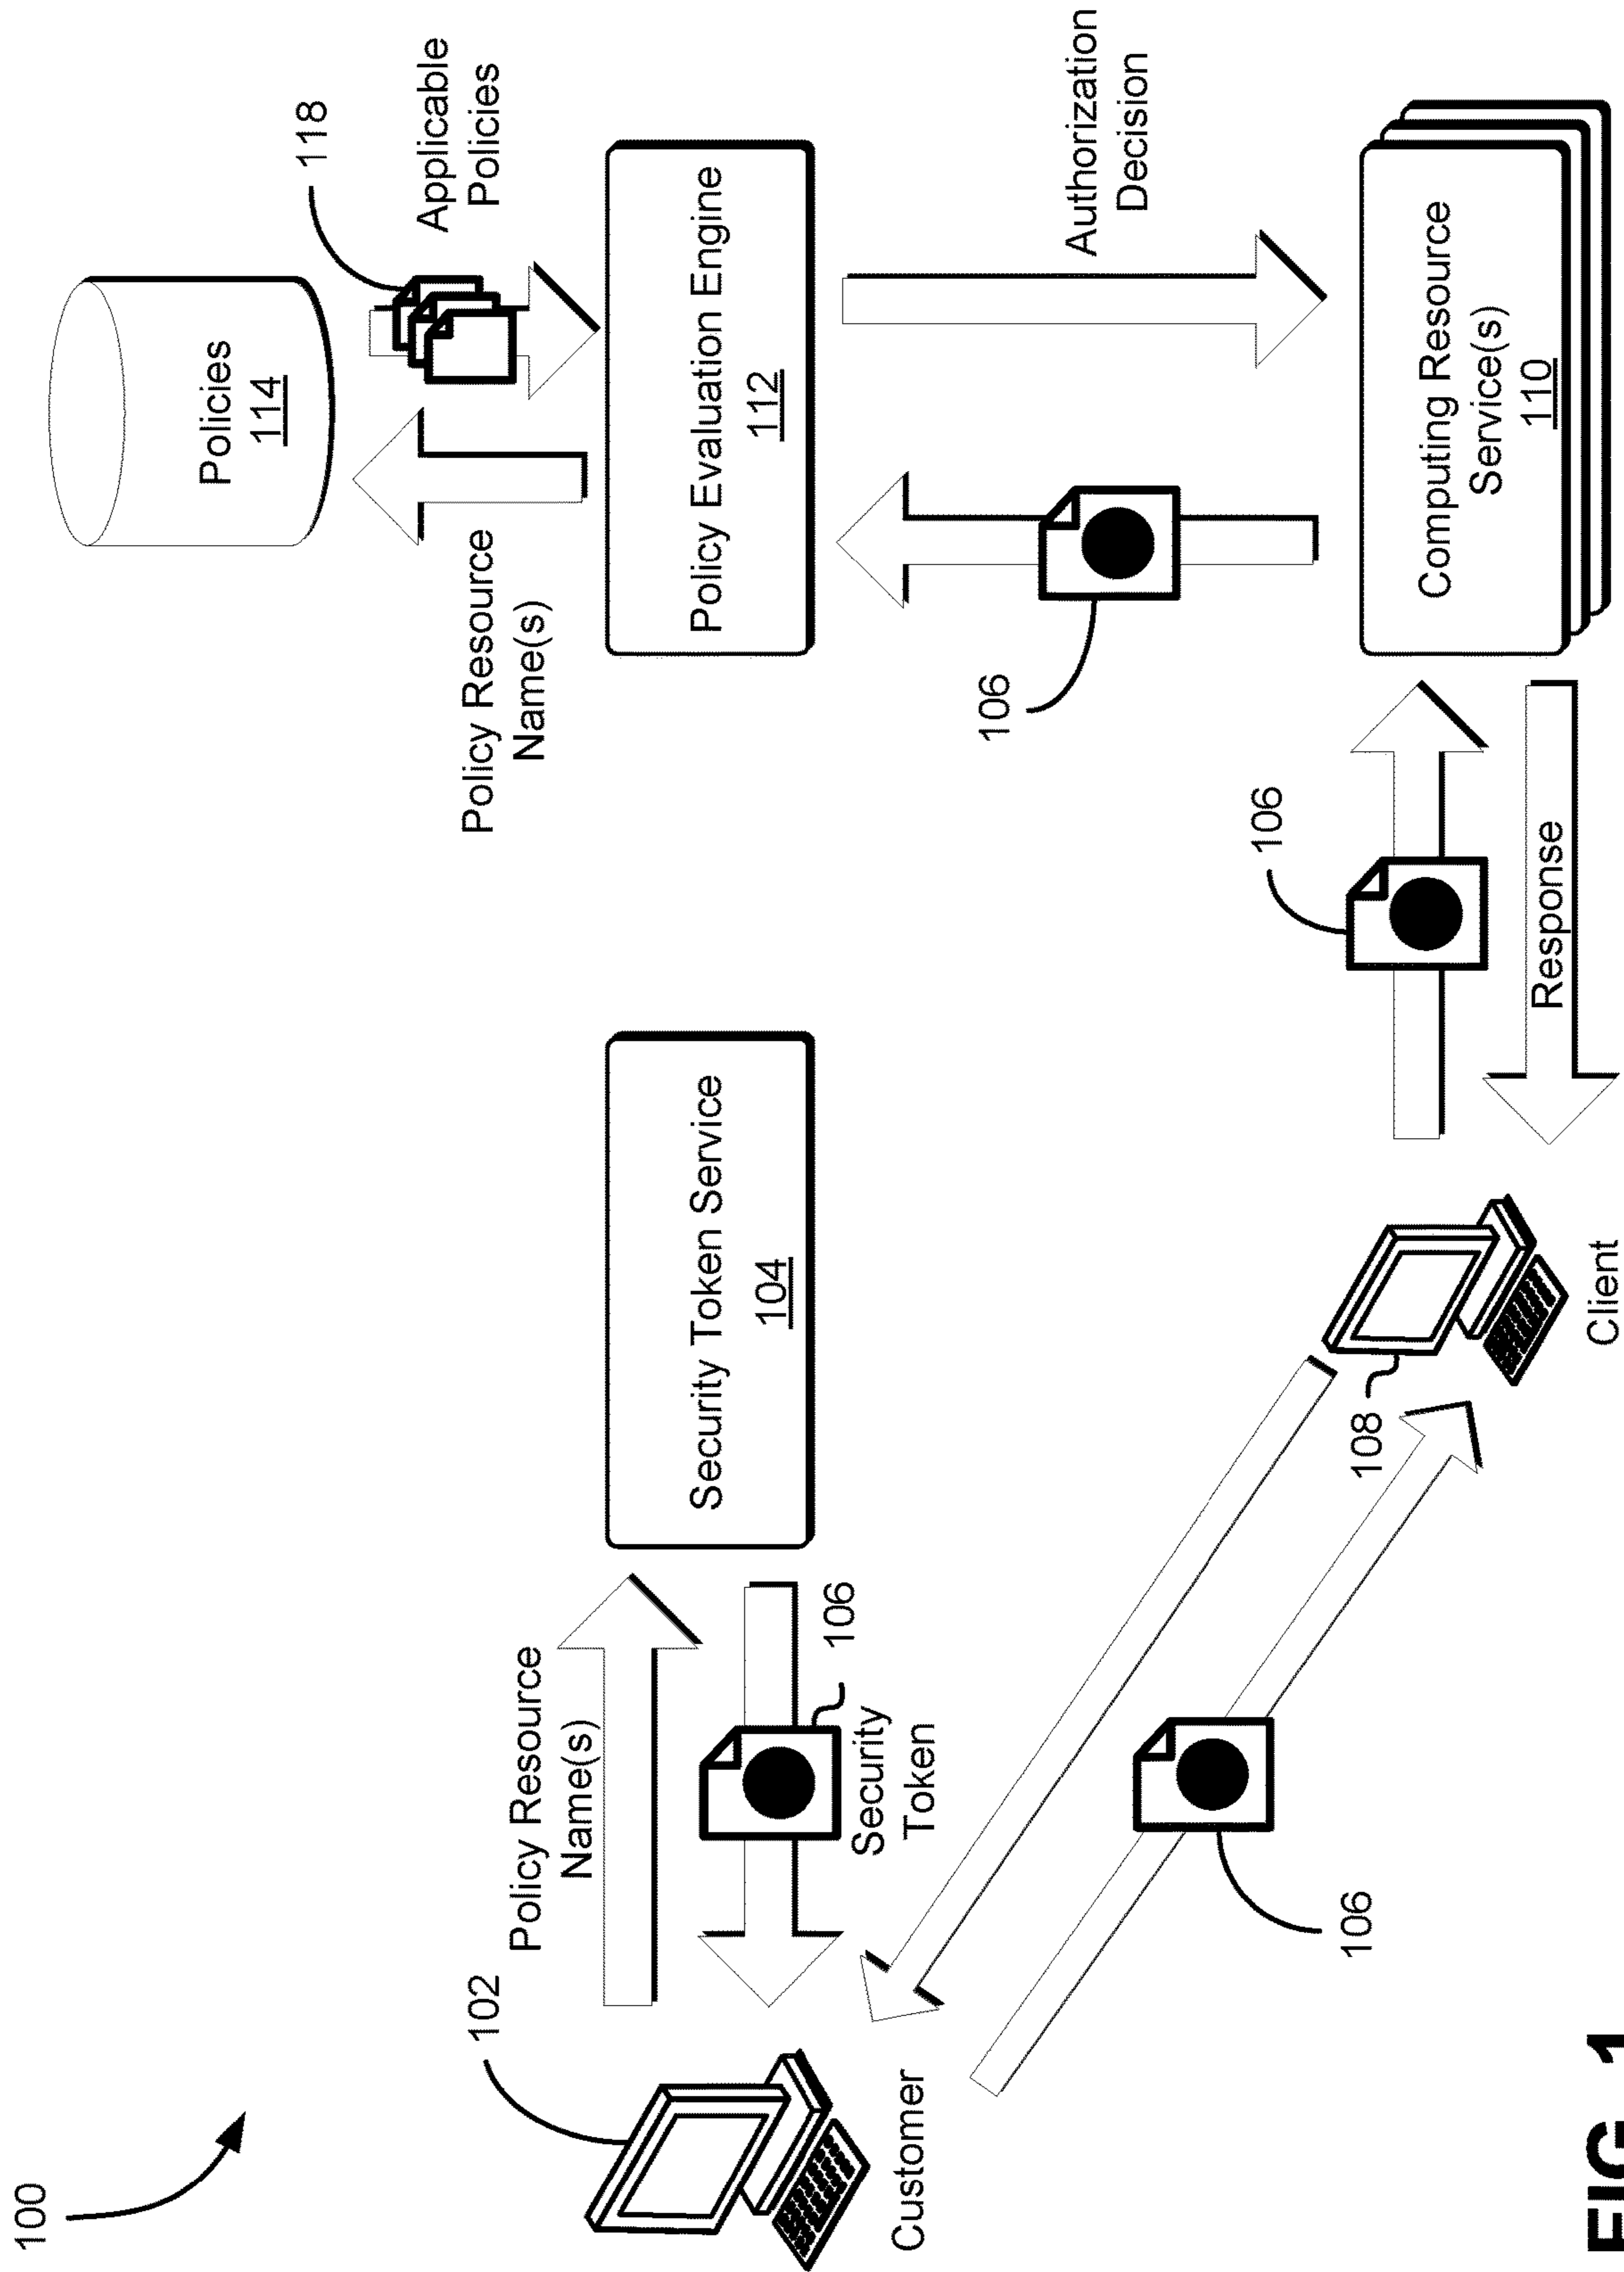 100
Policies
114
118
Applicable
Policies
Policy Resource
Name(s)
102
Policy Resource
Name(s)
Security Token Service
104
Policy Evaluation Engine
112
106
Security
Token
Customer
106
Authorization
Decision
106
106
108
Computing Resource
Service(s)
110
Response
Client
FIG. 1